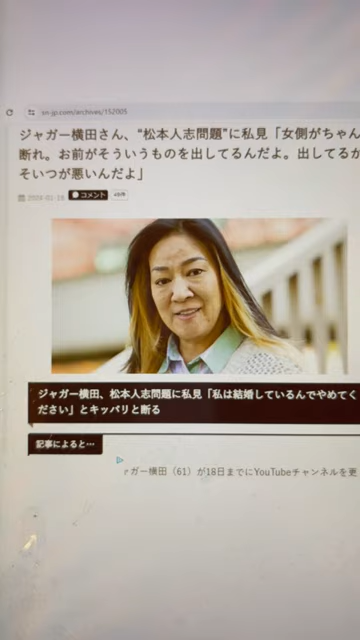 sn-jp.com/archives/152005
ジャガー横田さん、“松本人志問題”に私見「女側がちゃん
断れ。お前がそういうものを出してるんだよ。出してるか
そいつが悪いんだよ」
コメント
ジャガー横田、松本人志問題に私見「私は結婚しているんでやめてく
ださい」とキッパリと断る
記事によると…
ガー横田（61）が18日までにYouTubeチャンネルを更